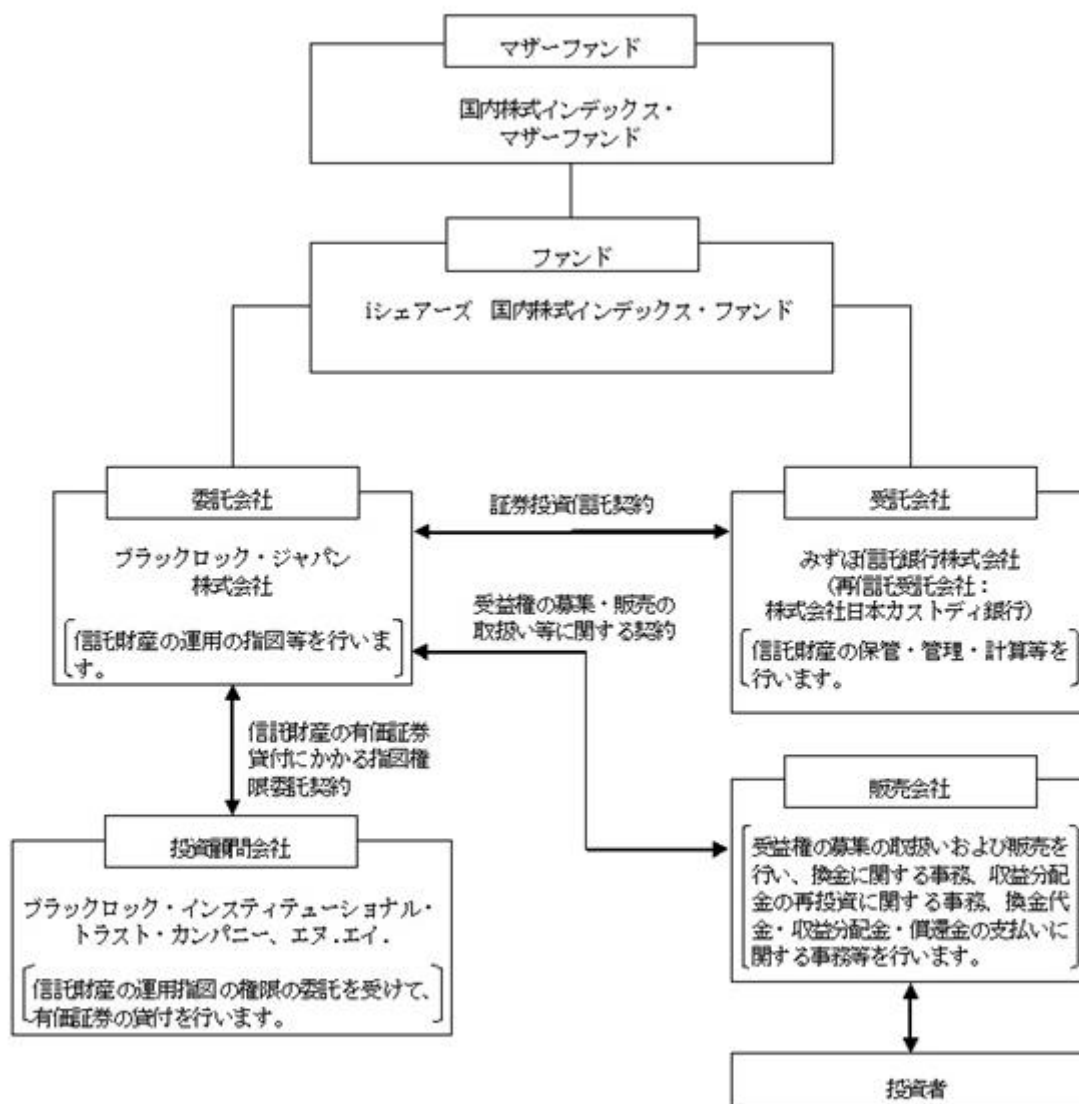 マザーファンド
国内株式インデックス・
マザーファンド
ファンド
iシェアーズ 国内株式インデックス・ファンド
委託会社
ブラックロック・ジャパン
株式会社
信託財産の運用の指図等を行いま
す。
証券投資信託契約
受益権の募集・販売の
取扱い等に関する契約
受託会社
みずほ信託銀行株式会社
（再信託受託会社：
株式会社日本カストディ銀行）
信託財産の保管・管理・計算等を
行います。
信託財産の有価証券
貸付にかかる指図権
限委託契約
投資顧問会社
ブラックロック・インスティテューショナル・
トラスト・カンパニー、エヌ.エイ.
信託財産の運用指図の権限の委託を受けて、
有価証券の貸付を行います。
販売会社
受益権の募集の取扱いおよび販売を
行い、換金に関する事務、収益分配
金の再投資に関する事務、換金代
金・収益分配金・償還金の支払いに
関する事務等を行います。
投資者